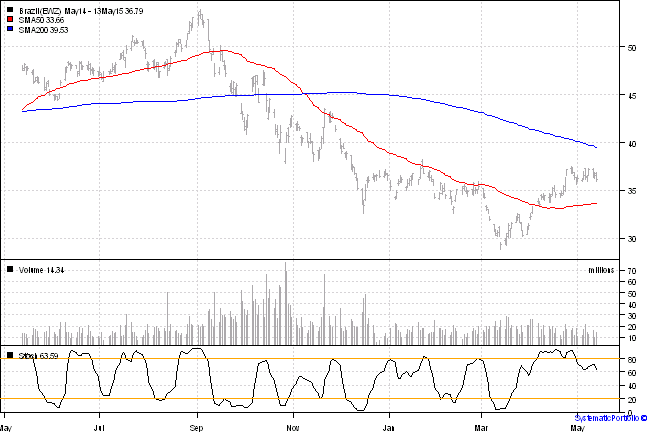 Brazil(EWZ) May14 - 13May15 36.79
SMA50 33.66
SMA200 39.53
50
45
40
35
30
Volume 14.34
millions
70
60
50
40
30
20
10
Stoch 63.59
80
60
40
20
0
May Jul Sep Nov Jan Mar May
SystematicPortfolio ©